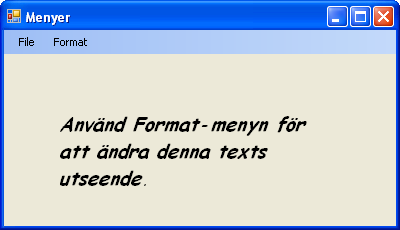 Menyer
File Format
Använd Format-menyn för
att ändra denna texts
utseende.